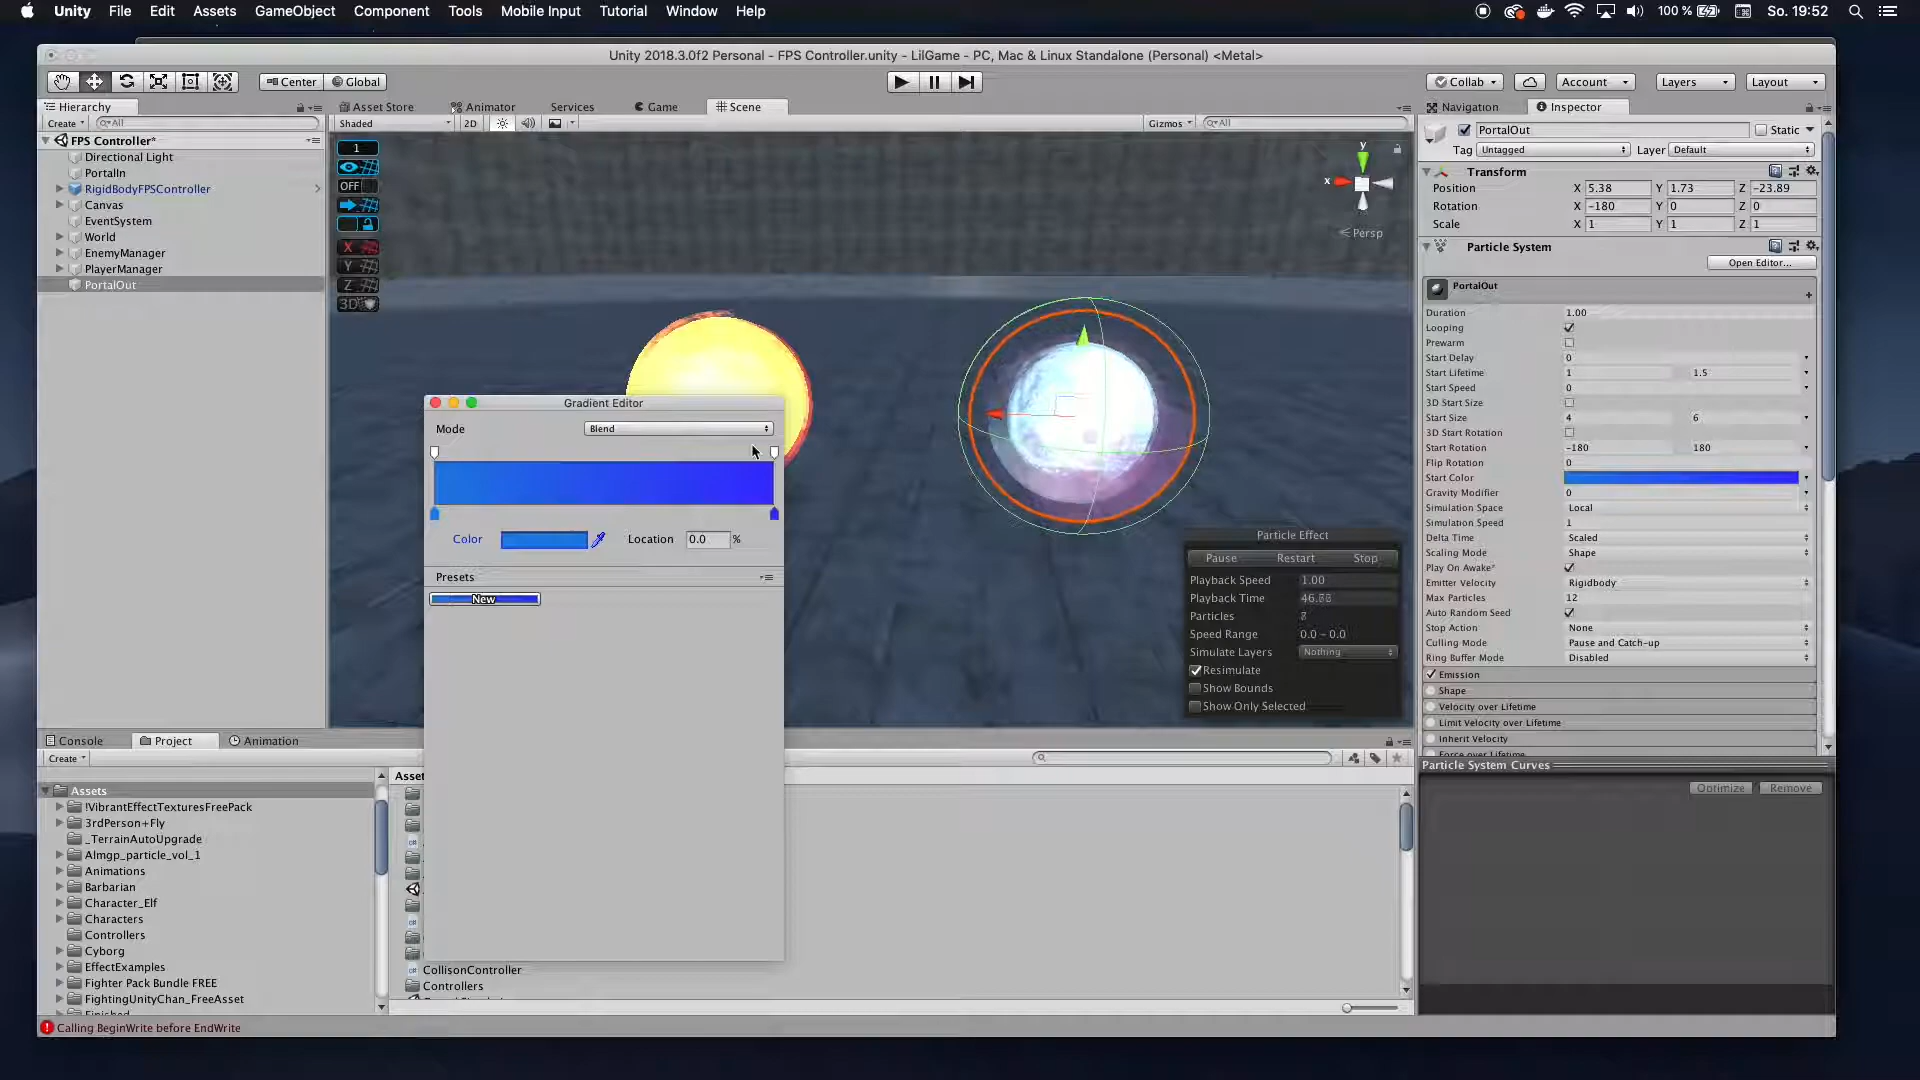 Unity File Edit Assets GameObject Component Tools Mobile Input Tutorial Window Help 100 % So. 19:52
Unity 2018.3.0f2 Personal - FPS Controller.unity - LilGame - PC, Mac & Linux Standalone (Personal) <Metal>
Center Global Collab Account Layers Layout
Hierarchy
Create All
FPS Controller*
Directional Light
PortalIn
RigidBodyFPSController
Canvas
EventSystem
World
EnemyManager
PlayerManager
PortalOut
Asset Store Animator Services Game Scene
Shaded 2D Gizmos All
1
OFF
X
Y
Z
3D
y
x
Persp
Gradient Editor
Mode Blend
Color Location 0.0 %
Presets
New
Particle Effect
Pause Restart Stop
Playback Speed 1.00
Playback Time
Particles
Speed Range 0.0 - 0.0
Simulate Layers Nothing
Resimulate
Show Bounds
Show Only Selected
Navigation Inspector
PortalOut Static
Tag Untagged Layer Default
Transform
Position X 5.38 Y 1.73 Z -23.89
Rotation X -180 Y 0 Z 0
Scale X 1 Y 1 Z 1
Particle System
Open Editor...
PortalOut
Duration 1.00
Looping
Prewarm
Start Delay 0
Start Lifetime 1 1.5
Start Speed 0
3D Start Size
Start Size 4 6
3D Start Rotation
Start Rotation -180 180
Flip Rotation 0
Start Color
Gravity Modifier 0
Simulation Space Local
Simulation Speed 1
Delta Time Scaled
Scaling Mode Shape
Play On Awake*
Emitter Velocity Rigidbody
Max Particles 12
Auto Random Seed
Stop Action None
Culling Mode Pause and Catch-up
Ring Buffer Mode Disabled
Emission
Shape
Velocity over Lifetime
Limit Velocity over Lifetime
Inherit Velocity
Force over Lifetime
Particle System Curves
Optimize Remove
Console Project Animation
Create
Assets
!VibrantEffectTexturesFreePack
3rdPerson+Fly
_TerrainAutoUpgrade
Almgp_particle_vol_1
Animations
Barbarian
Character_Elf
Characters
Controllers
Cyborg
EffectExamples
Fighter Pack Bundle FREE
FightingUnityChan_FreeAsset
Finished
Asset
CollisonController
Controllers
Calling BeginWrite before EndWrite